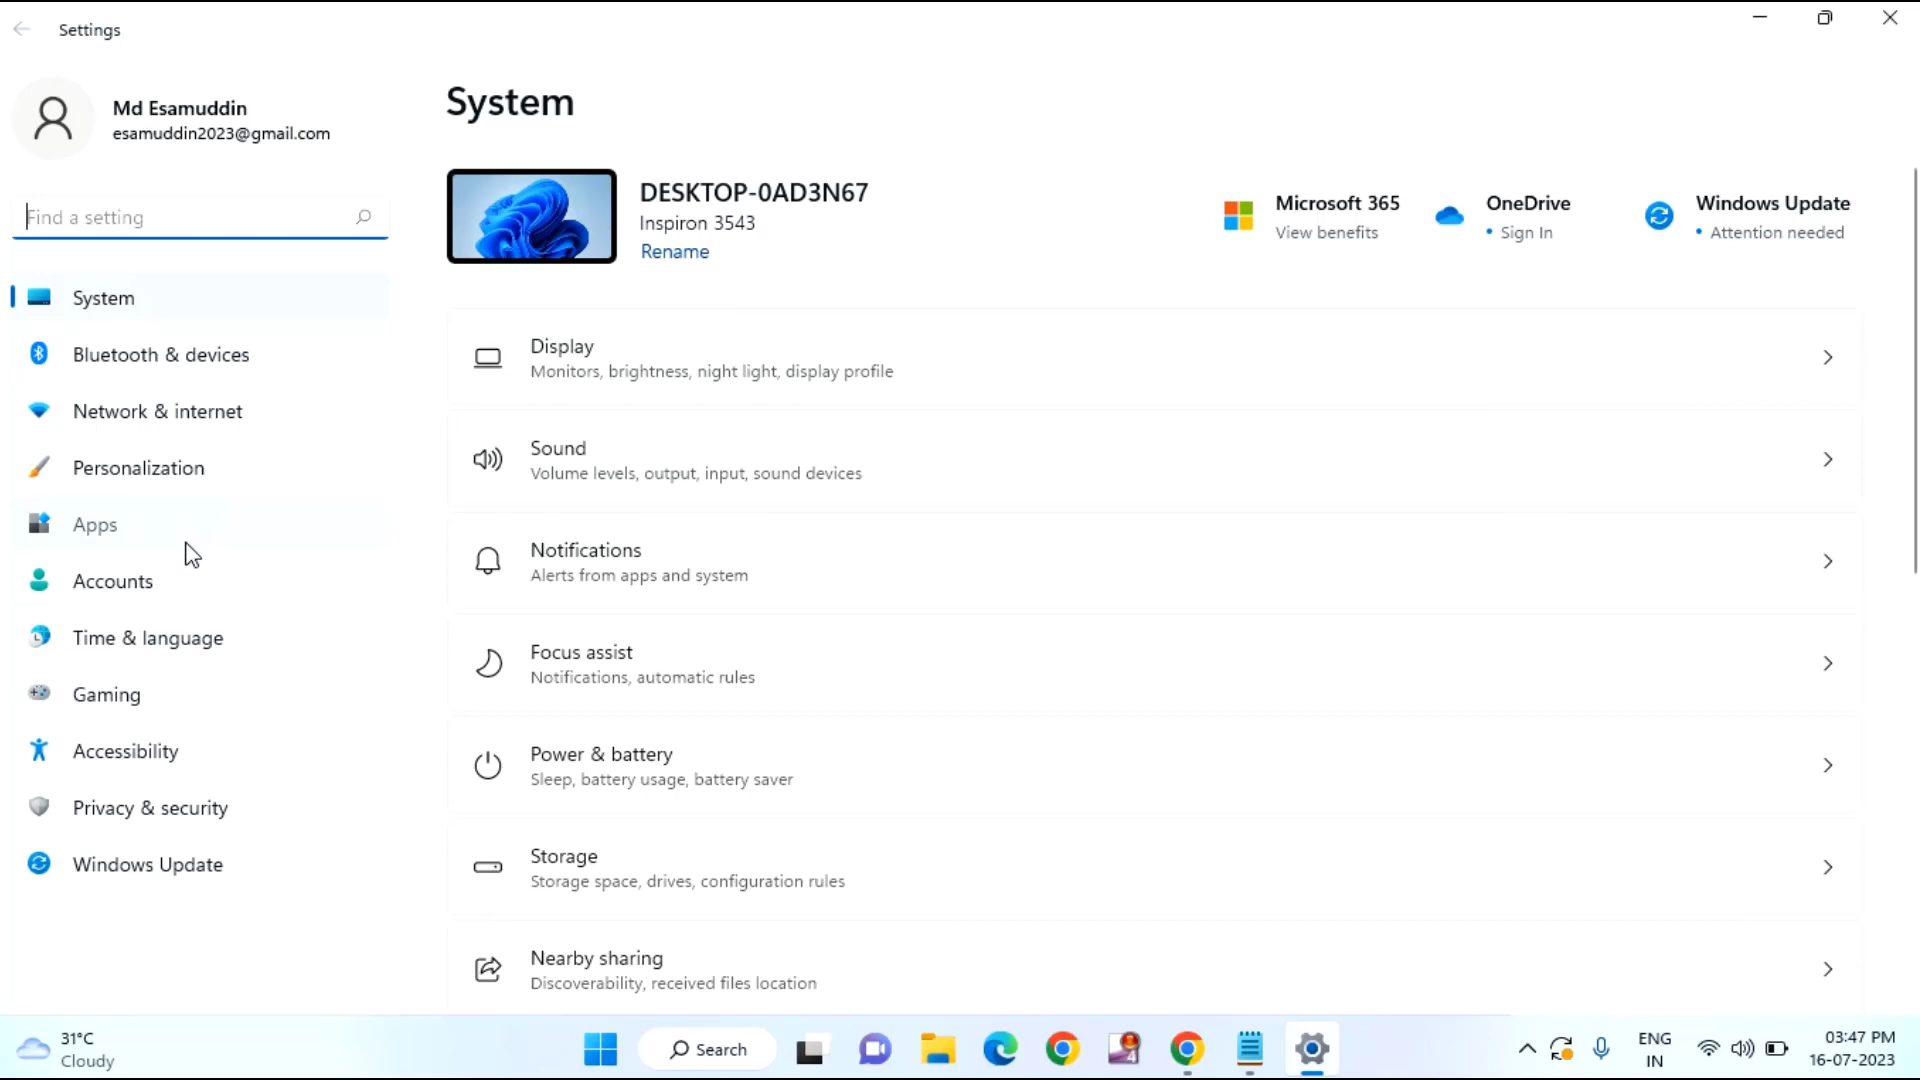 Settings
Md Esamuddin
esamuddin2023@gmail.com
Find a setting
System
Bluetooth & devices
Network & internet
Personalization
Apps
Accounts
Time & language
Gaming
Accessibility
Privacy & security
Windows Update
System
DESKTOP-0AD3N67
Inspiron 3543
Rename
Microsoft 365
View benefits
OneDrive
• Sign In
Windows Update
• Attention needed
Display
Monitors, brightness, night light, display profile
Sound
Volume levels, output, input, sound devices
Notifications
Alerts from apps and system
Focus assist
Notifications, automatic rules
Power & battery
Sleep, battery usage, battery saver
Storage
Storage space, drives, configuration rules
Nearby sharing
Discoverability, received files location
31°C
Cloudy
Search
4
ENG
IN
03:47 PM
16-07-2023